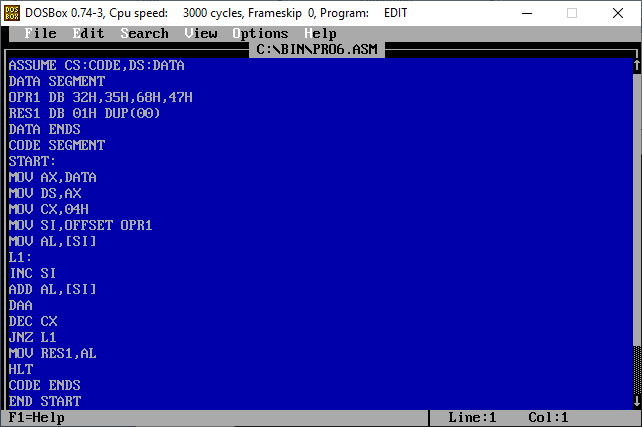 DOSBox 0.74-3, Cpu speed: 3000 cycles, Frameskip 0, Program: EDIT
File Edit Search View Options Help
C:\BIN\PRO6.ASM
ASSUME CS:CODE,DS:DATA
DATA SEGMENT
OPR1 DB 32H,35H,68H,47H
RES1 DB 01H DUP(00)
DATA ENDS
CODE SEGMENT
START:
MOV AX,DATA
MOV DS,AX
MOV CX,04H
MOV SI,OFFSET OPR1
MOV AL,[SI]
L1:
INC SI
ADD AL,[SI]
DAA
DEC CX
JNZ L1
MOV RES1,AL
HLT
CODE ENDS
END START
F1=Help Line:1 Col:1